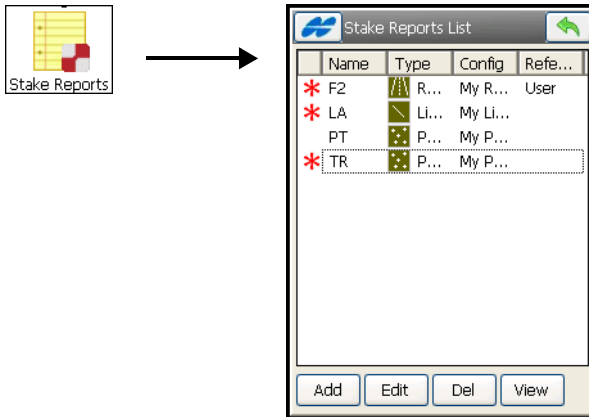 Stake Reports
Stake Reports List
Name Type Config Refe...
* F2 R... My R... User
* LA Li... My Li...
PT P... My P...
* TR P... My P...
Add Edit Del View